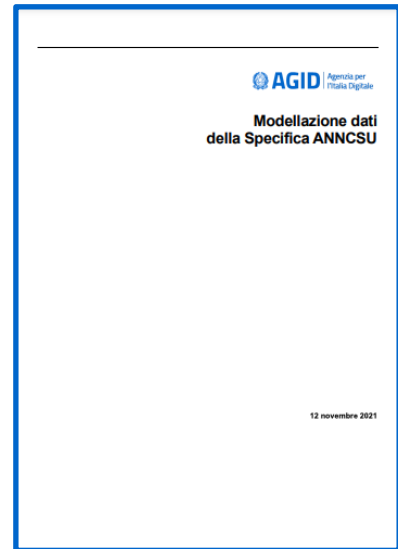 AGID Agenzia per
l'Italia Digitale
Modellazione dati
della Specifica ANNCSU
12 novembre 2021